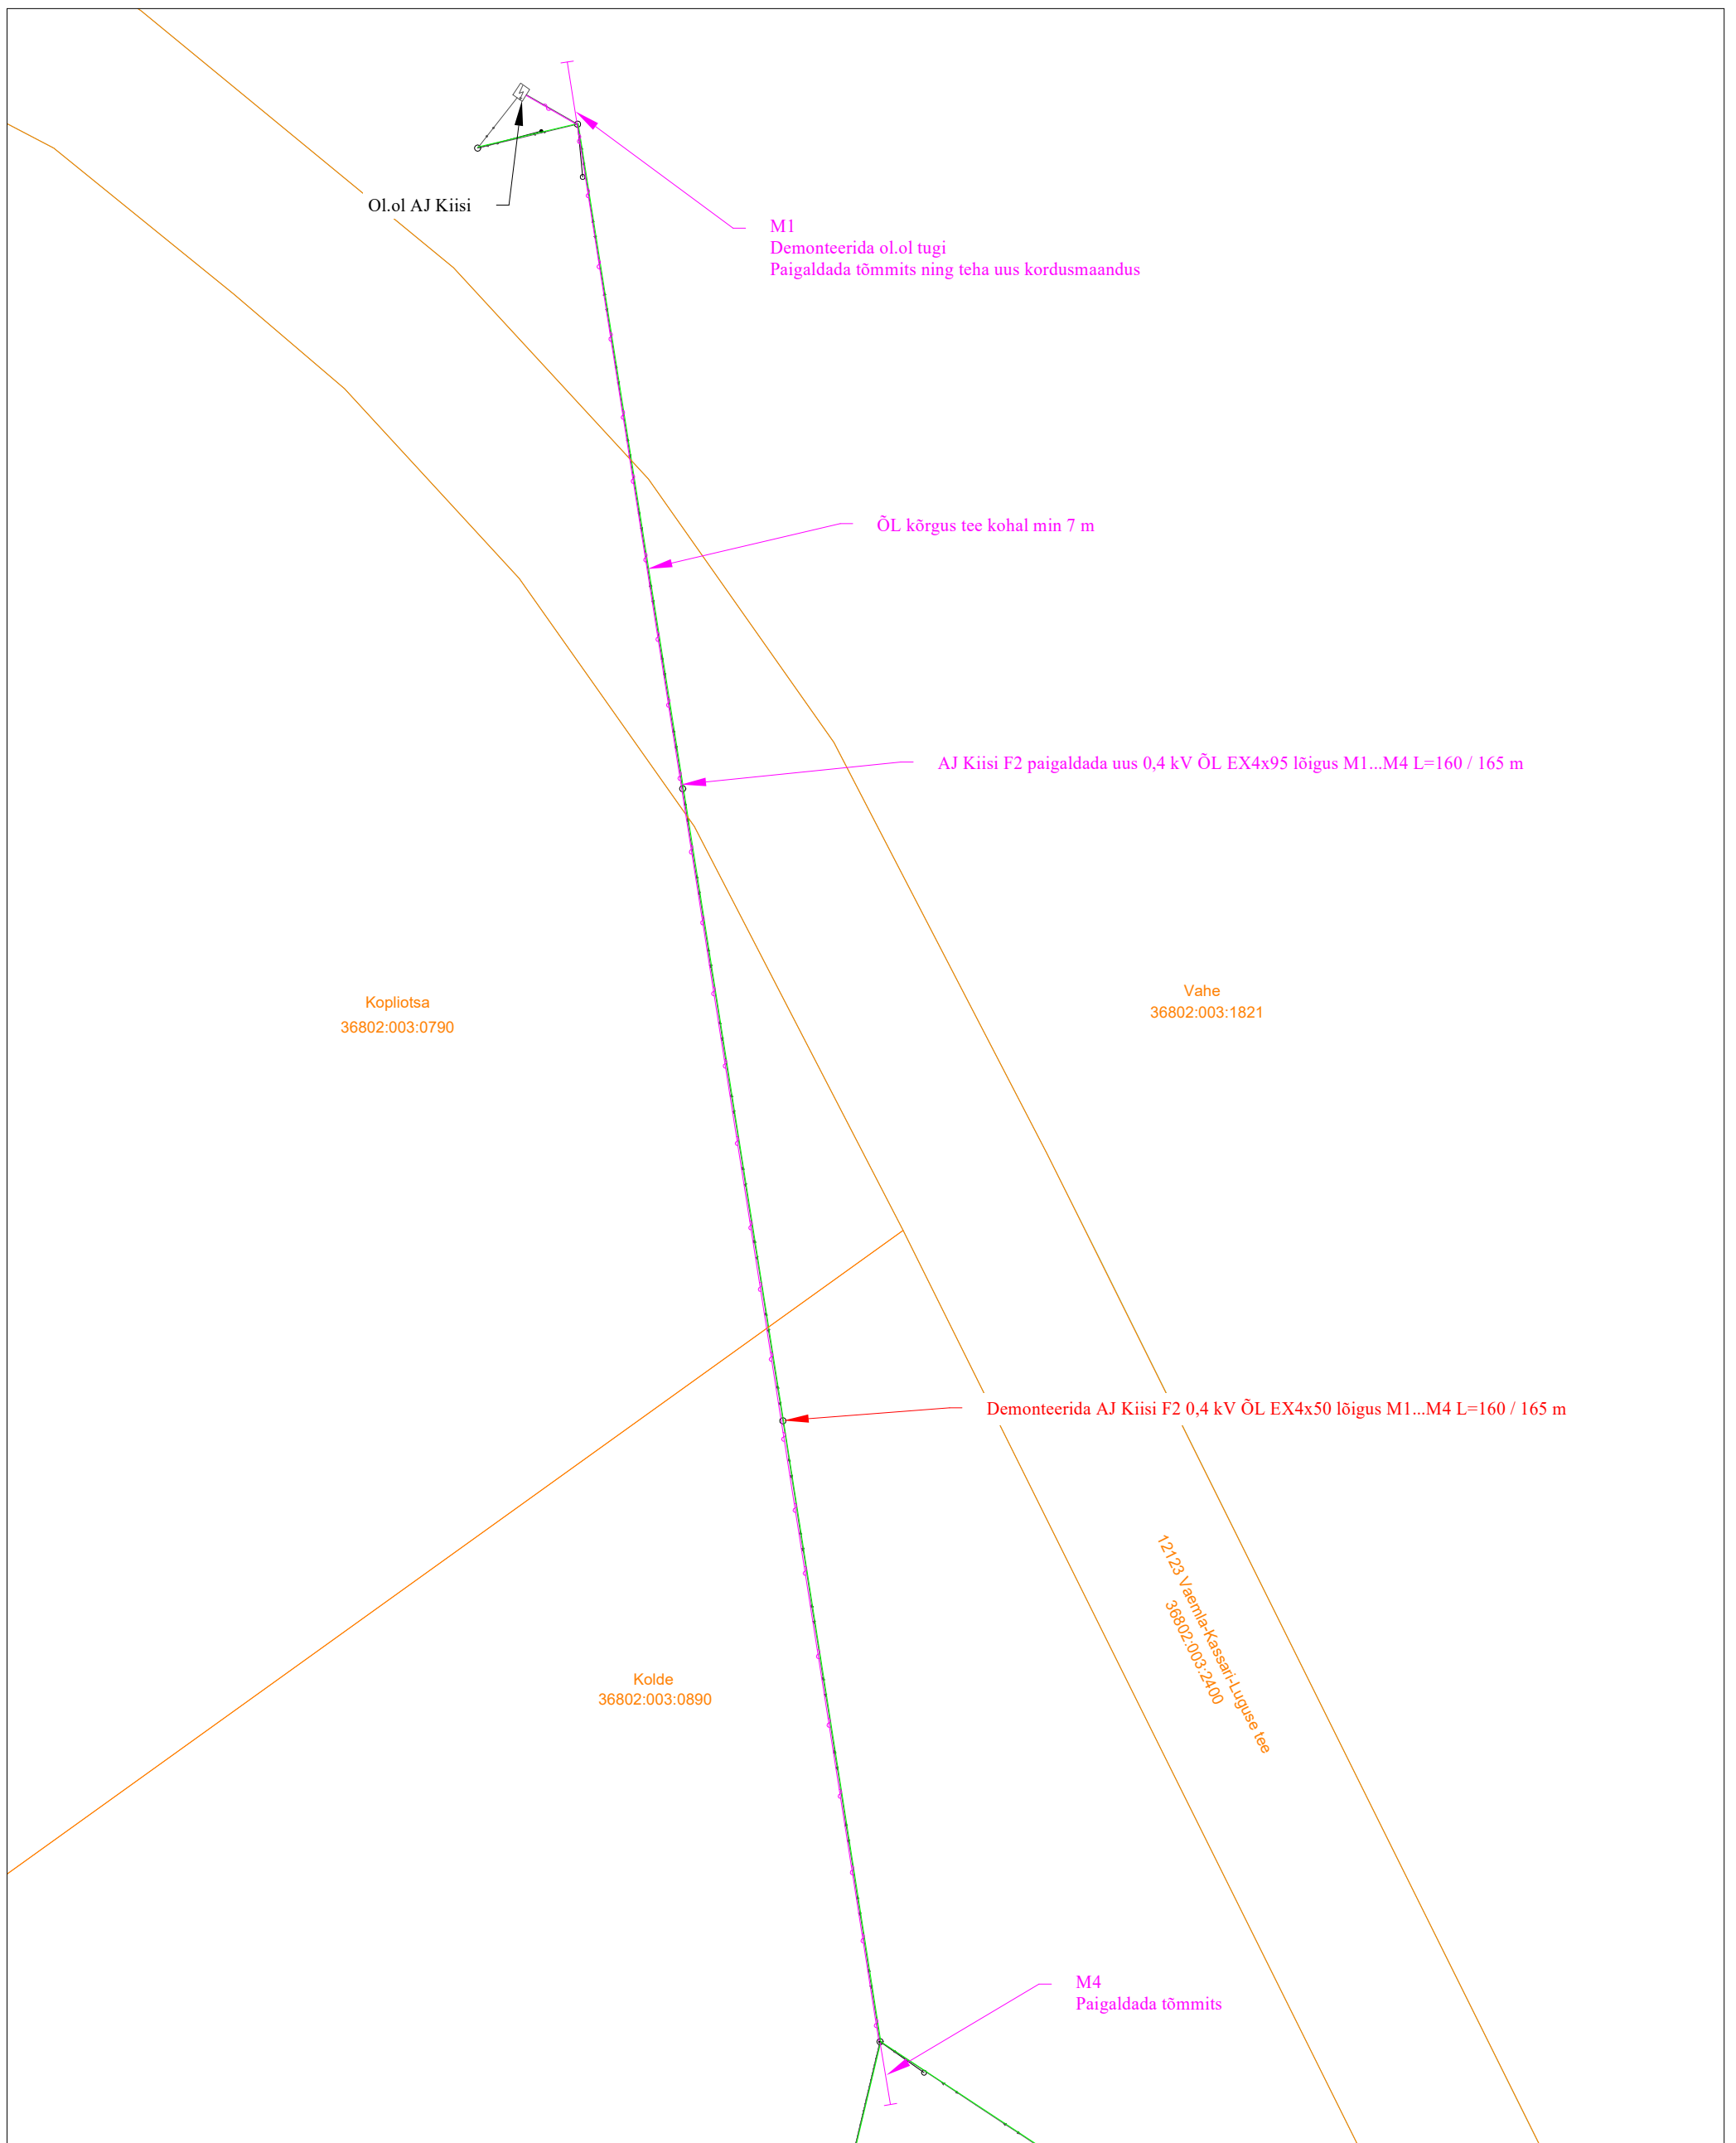 Ol.ol AJ Kiisi
M1
Demonteerida ol.ol tugi
Paigaldada tõmmits ning teha uus kordusmaandus
ÕL kõrgus tee kohal min 7 m
AJ Kiisi F2 paigaldada uus 0,4 kV ÕL EX4x95 lõigus M1...M4 L=160 / 165 m
Kopliotsa
36802:003:0790
Vahe
36802:003:1821
Demonteerida AJ Kiisi F2 0,4 kV ÕL EX4x50 lõigus M1...M4 L=160 / 165 m
12123 Vaemla-Kassari-Luguse tee
36802:003:2400
Kolde
36802:003:0890
M4
Paigaldada tõmmits